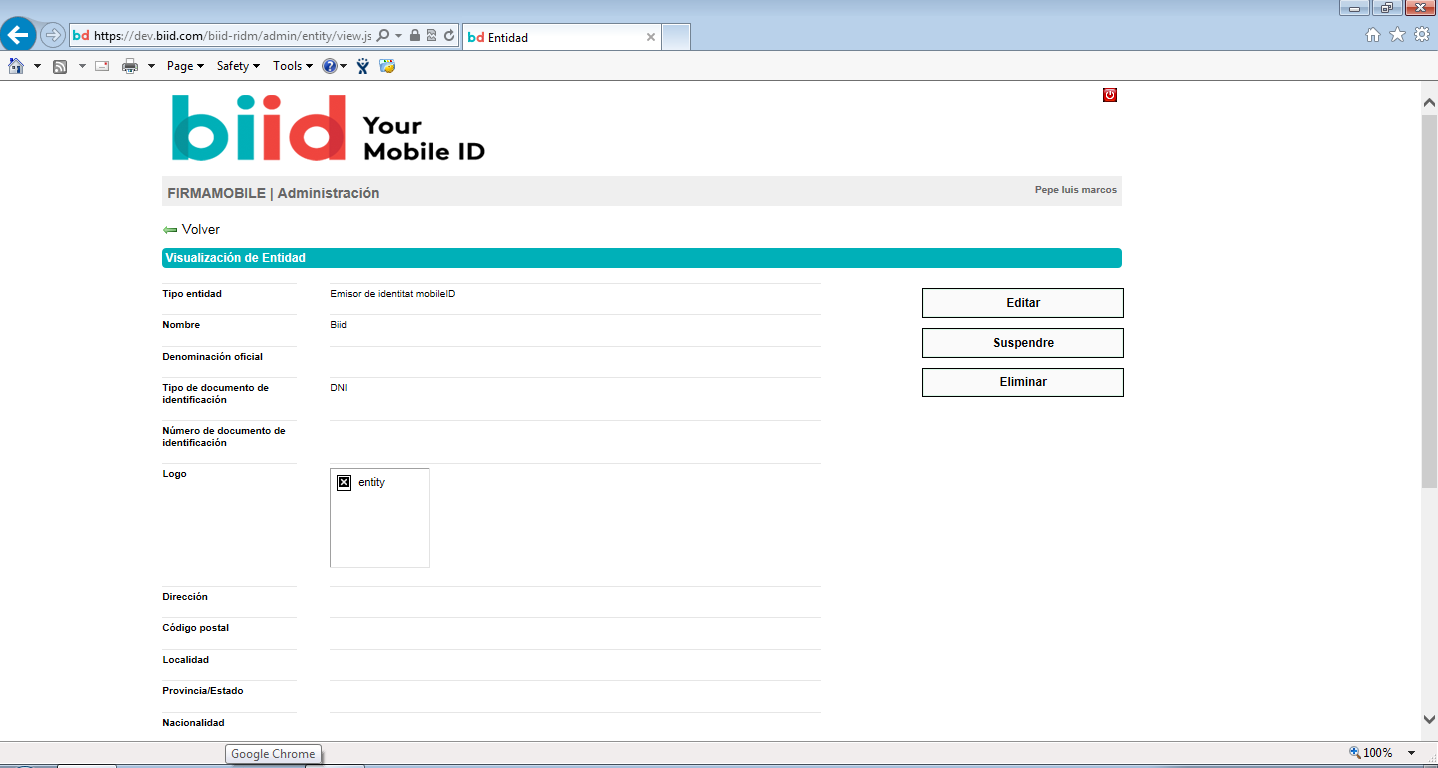 bd https://dev.biid.com/biid-ridm/admin/entity/view.js
bd Entidad
Page Safety Tools
biid Your
Mobile ID
FIRMAMOBILE | Administración
Pepe luis marcos
Volver
Visualización de Entidad
Tipo entidad
Emisor de identitat mobileID
Editar
Nombre
Biid
Suspendre
Denominación oficial
Tipo de documento de
identificación
DNI
Eliminar
Número de documento de
identificación
Logo
entity
Dirección
Código postal
Localidad
Provincia/Estado
Nacionalidad
Google Chrome
100%